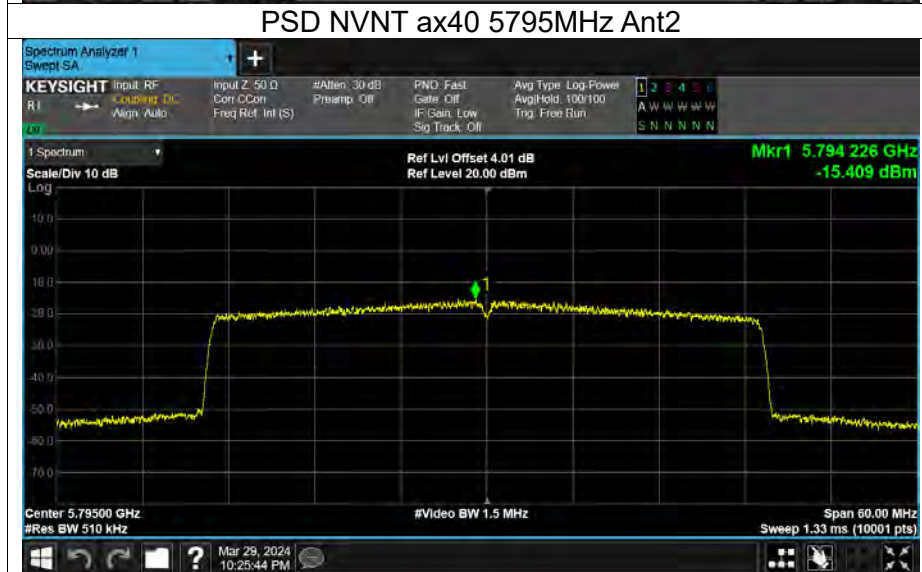 PSD NVNT ax40 5795MHz Ant2
Spectrum Analyzer 1
Swept SA
+
KEYSIGHT Input: RF Input Z: 50 Ω #Atten: 30 dB PNO: Fast Avg Type: Log-Power 1 2 3 4 5 6
Coupling: DC Corr CCorr Preamp: Off Gate: Off Avg|Hold: 100/100 A W W W W W
Align: Auto Freq Ref: Int (S) IF Gain: Low Trig: Free Run
Sig Track: Off S N N N N N
1 Spectrum Ref Lvl Offset 4.01 dB Mkr1 5.794 226 GHz
Scale/Div 10 dB Ref Level 20.00 dBm -15.409 dBm
Log
10.0
0.00
-10.0
1
-20.0
-30.0
-40.0
-50.0
-60.0
-70.0
Center 5.79500 GHz #Video BW 1.5 MHz Span 60.00 MHz
#Res BW 510 kHz Sweep 1.33 ms (10001 pts)
? Mar 29, 2024
10:25:44 PM